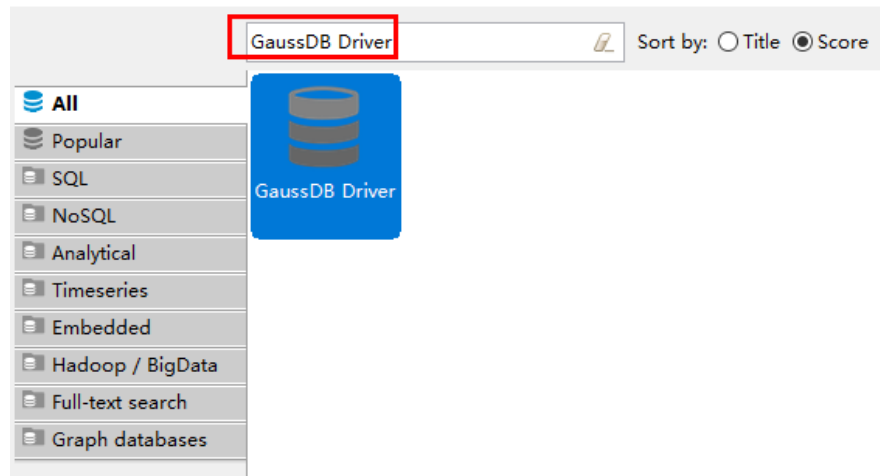 GaussDB Driver Sort by: Title Score
All
Popular
SQL
NoSQL
Analytical
Timeseries
Embedded
Hadoop / BigData
Full-text search
Graph databases
GaussDB Driver